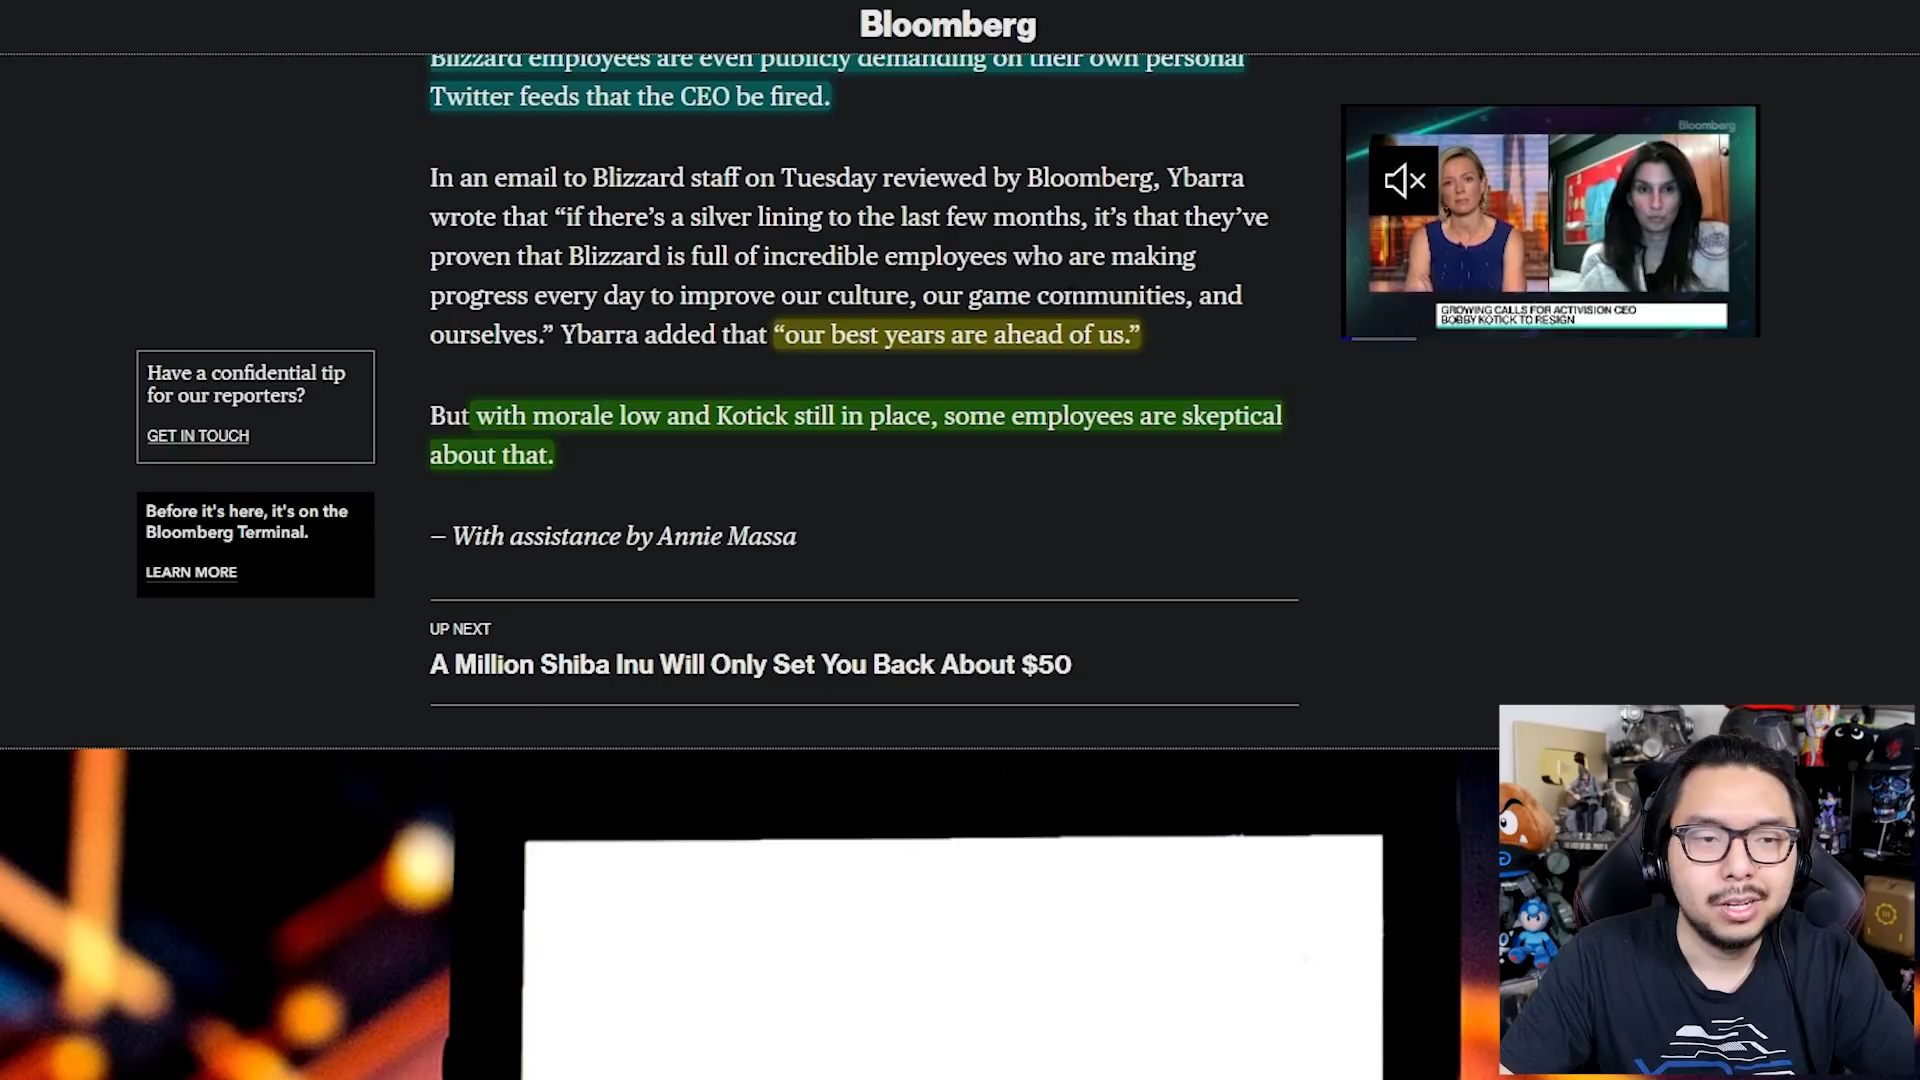 Bloomberg
Blizzard employees are even publicly demanding on their own personal
Twitter feeds that the CEO be fired.
In an email to Blizzard staff on Tuesday reviewed by Bloomberg, Ybarra
wrote that “if there’s a silver lining to the last few months, it’s that they’ve
proven that Blizzard is full of incredible employees who are making
progress every day to improve our culture, our game communities, and
ourselves.” Ybarra added that “our best years are ahead of us.”
But with morale low and Kotick still in place, some employees are skeptical
about that.
– With assistance by Annie Massa
Have a confidential tip
for our reporters?
GET IN TOUCH
Before it's here, it's on the
Bloomberg Terminal.
LEARN MORE
UP NEXT
A Million Shiba Inu Will Only Set You Back About $50
Bloomberg
GROWING CALLS FOR ACTIVISION CEO
BOBBY KOTICK TO RESIGN